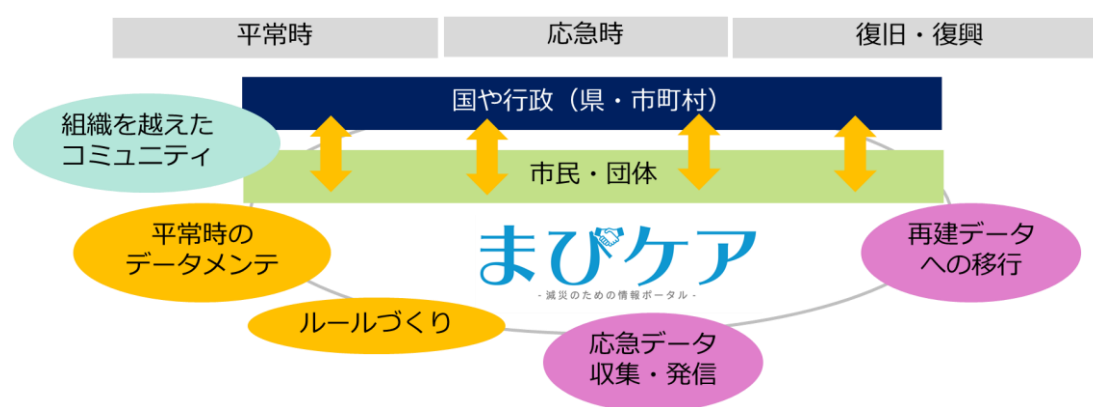 平常時
応急時
復旧・復興
国や行政（県・市町村）
組織を越えた
コミュニティ
市民・団体
平常時の
データメンテ
まびケア
- 減災のための情報ポータル -
再建データ
への移行
ルールづくり
応急データ
収集・発信